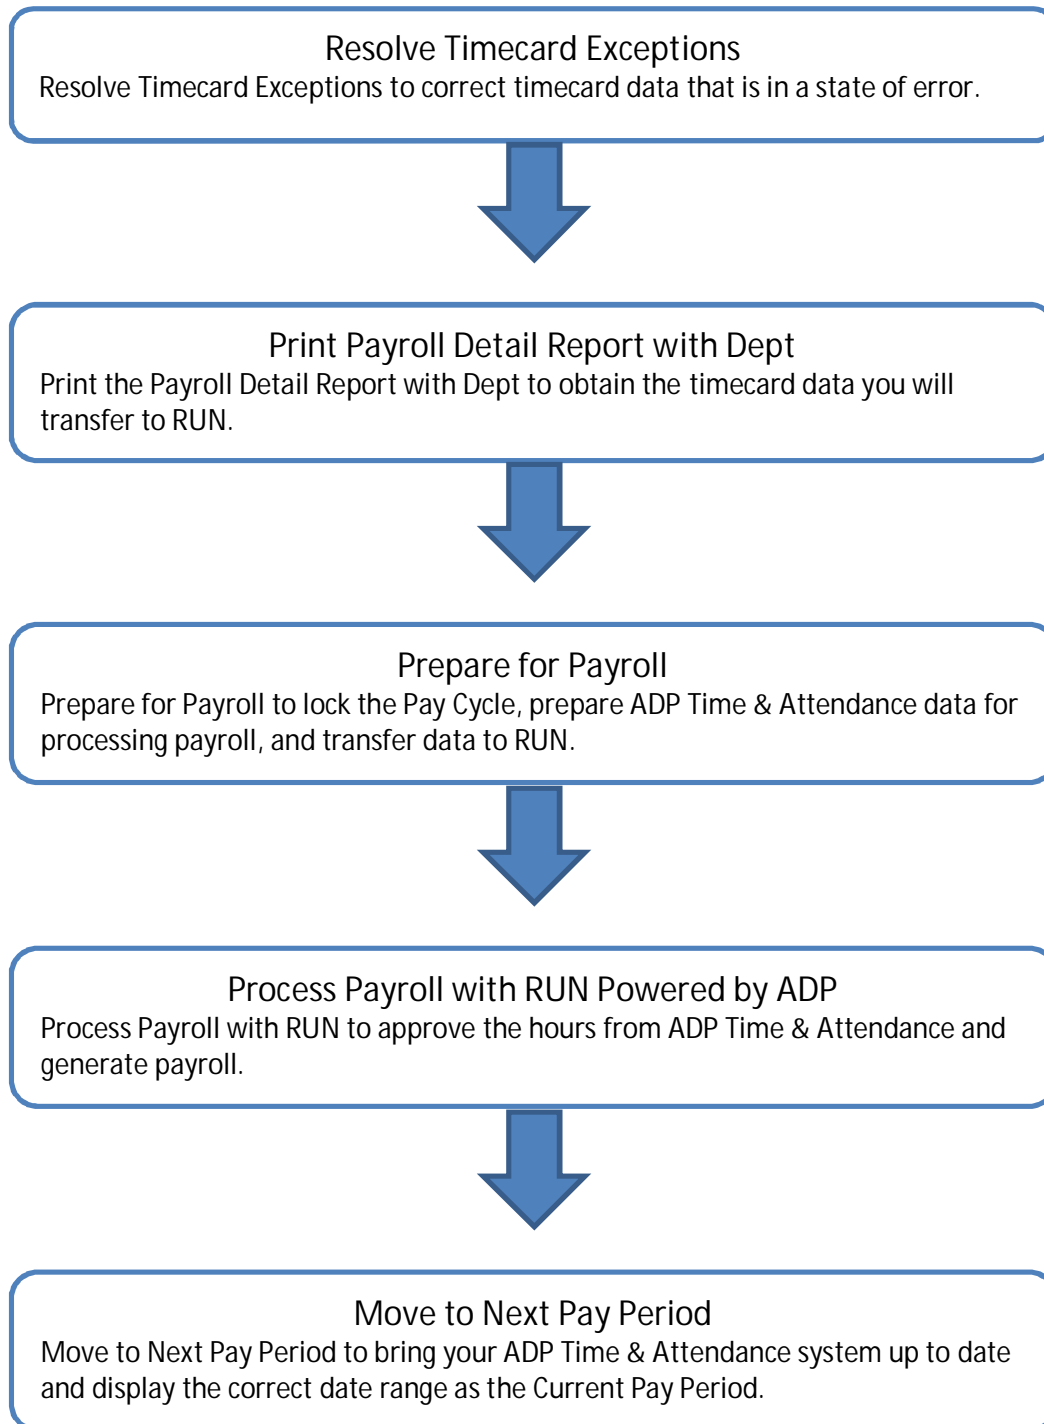 Resolve Timecard Exceptions
Resolve Timecard Exceptions to correct timecard data that is in a state of error.
Print Payroll Detail Report with Dept
Print the Payroll Detail Report with Dept to obtain the timecard data you will
transfer to RUN.
Prepare for Payroll
Prepare for Payroll to lock the Pay Cycle, prepare ADP Time & Attendance data for
processing payroll, and transfer data to RUN.
Process Payroll with RUN Powered by ADP
Process Payroll with RUN to approve the hours from ADP Time & Attendance and
generate payroll.
Move to Next Pay Period
Move to Next Pay Period to bring your ADP Time & Attendance system up to date
and display the correct date range as the Current Pay Period.